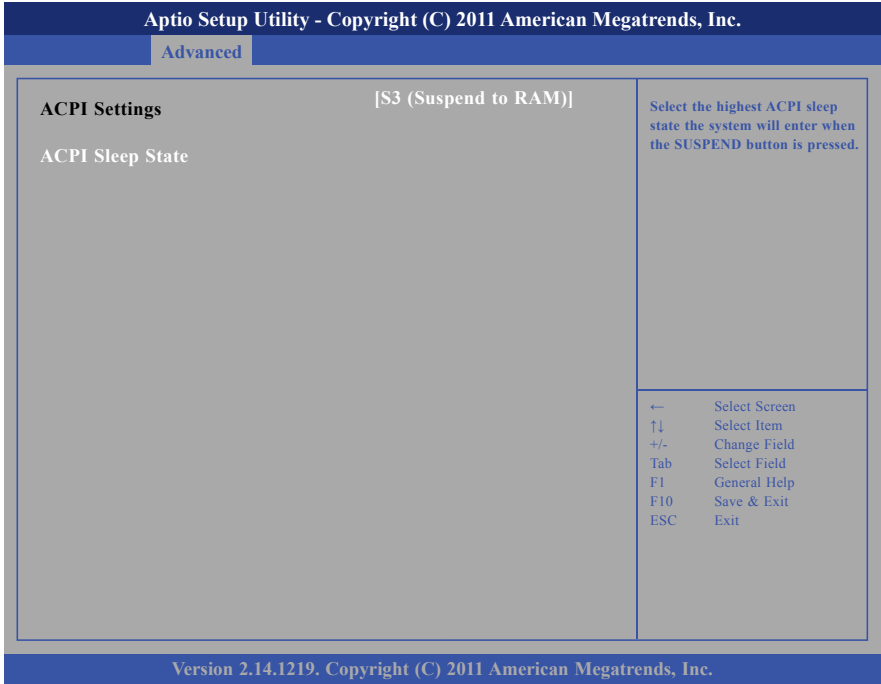 Aptio Setup Utility - Copyright (C) 2011 American Megatrends, Inc.
Advanced
ACPI Settings
[S3 (Suspend to RAM)]
ACPI Sleep State
Select the highest ACPI sleep
state the system will enter when
the SUSPEND button is pressed.
← Select Screen
↑↓ Select Item
+/- Change Field
Tab Select Field
F1 General Help
F10 Save & Exit
ESC Exit
Version 2.14.1219. Copyright (C) 2011 American Megatrends, Inc.